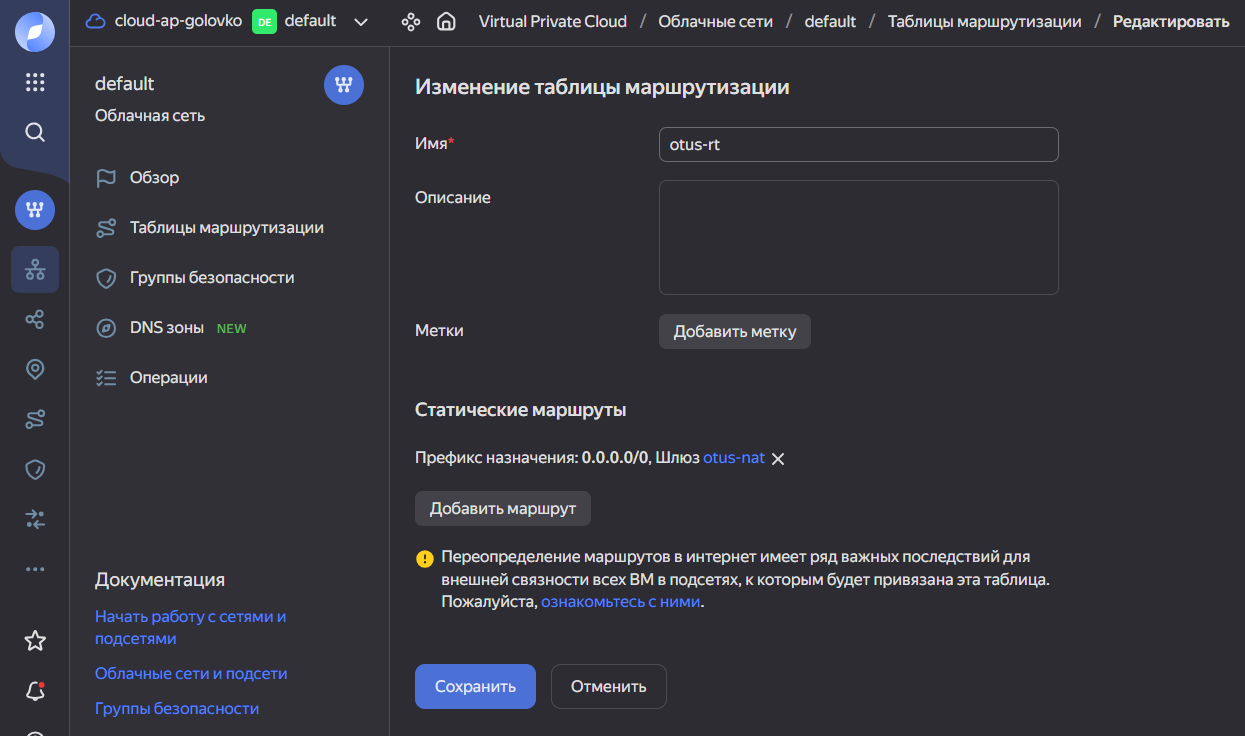 cloud-ap-golovko DE default
Virtual Private Cloud / Облачные сети / default / Таблицы маршрутизации / Редактировать
default
Облачная сеть
Обзор
Таблицы маршрутизации
Группы безопасности
DNS зоны NEW
Операции
Документация
Начать работу с сетями и
подсетями
Облачные сети и подсети
Группы безопасности
Изменение таблицы маршрутизации
Имя*
otus-rt
Описание
Метки
Добавить метку
Статические маршруты
Префикс назначения: 0.0.0.0/0, Шлюз otus-nat
Добавить маршрут
Переопределение маршрутов в интернет имеет ряд важных последствий для
внешней связности всех ВМ в подсетях, к которым будет привязана эта таблица.
Пожалуйста, ознакомьтесь с ними.
Сохранить
Отменить